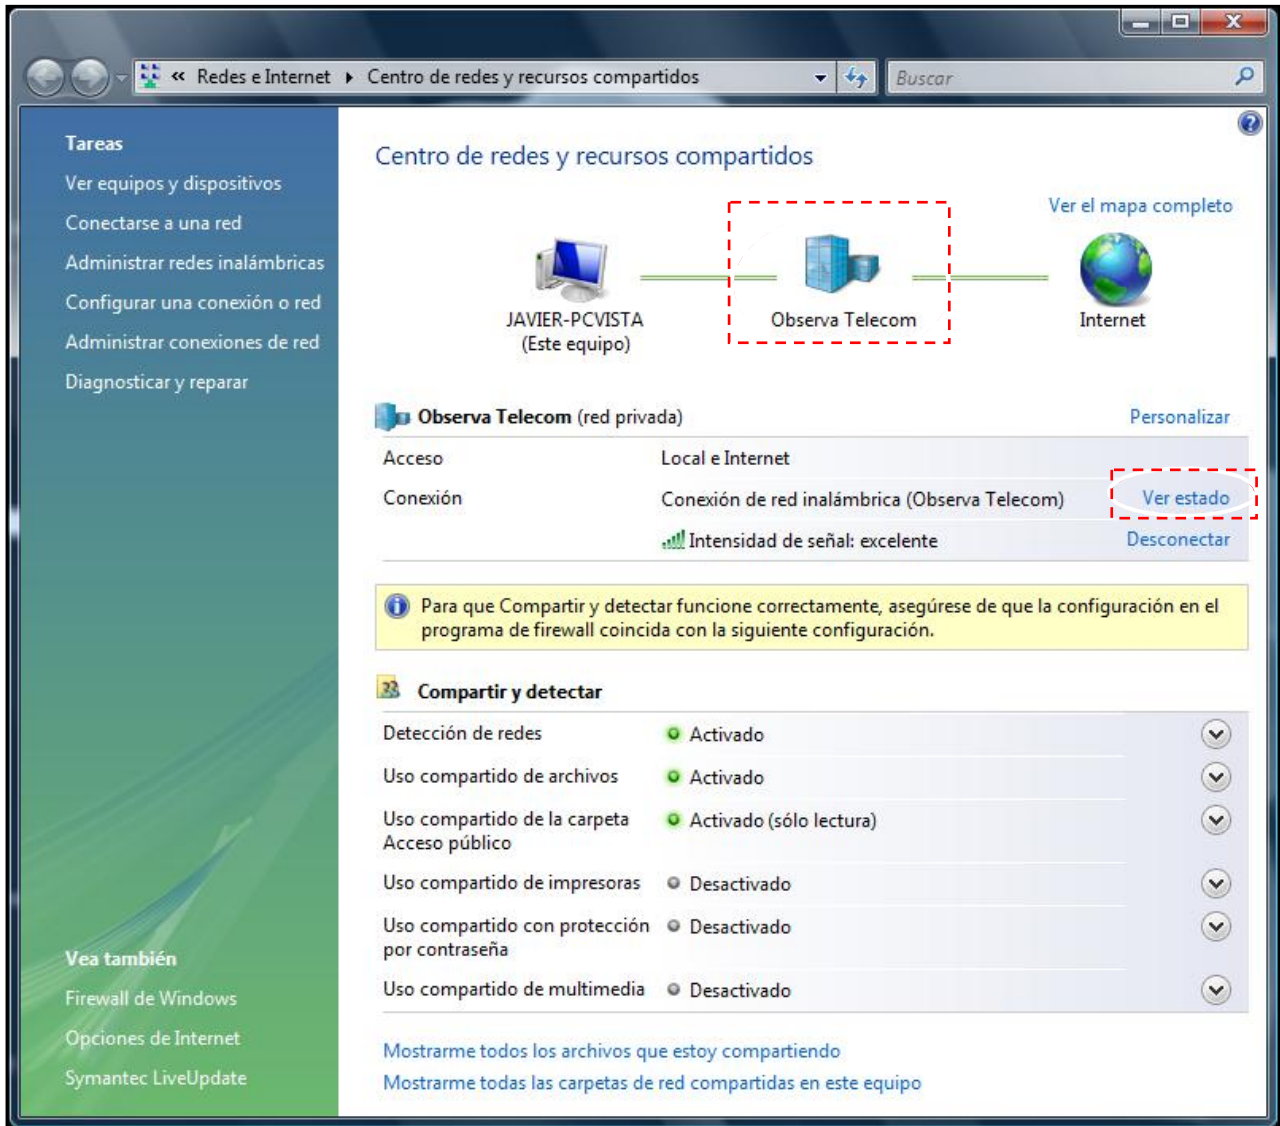 « Redes e Internet ▸ Centro de redes y recursos compartidos
Buscar
Tareas
Ver equipos y dispositivos
Conectarse a una red
Administrar redes inalámbricas
Configurar una conexión o red
Administrar conexiones de red
Diagnosticar y reparar
Vea también
Firewall de Windows
Opciones de Internet
Symantec LiveUpdate
Centro de redes y recursos compartidos
Ver el mapa completo
JAVIER-PCVISTA
(Este equipo)
Observa Telecom
Internet
Observa Telecom (red privada)
Personalizar
Acceso
Local e Internet
Conexión
Conexión de red inalámbrica (Observa Telecom)
Ver estado
Intensidad de señal: excelente
Desconectar
Para que Compartir y detectar funcione correctamente, asegúrese de que la configuración en el
programa de firewall coincida con la siguiente configuración.
Compartir y detectar
Detección de redes
Activado
Uso compartido de archivos
Activado
Uso compartido de la carpeta
Acceso público
Activado (sólo lectura)
Uso compartido de impresoras
Desactivado
Uso compartido con protección
por contraseña
Desactivado
Uso compartido de multimedia
Desactivado
Mostrarme todos los archivos que estoy compartiendo
Mostrarme todas las carpetas de red compartidas en este equipo